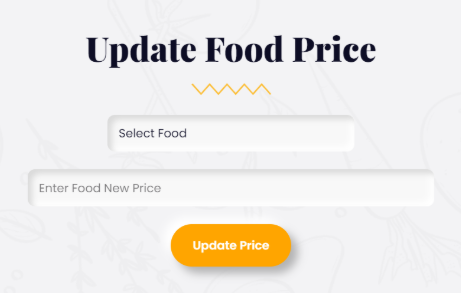 Update Food Price
Select Food
Enter Food New Price
Update Price